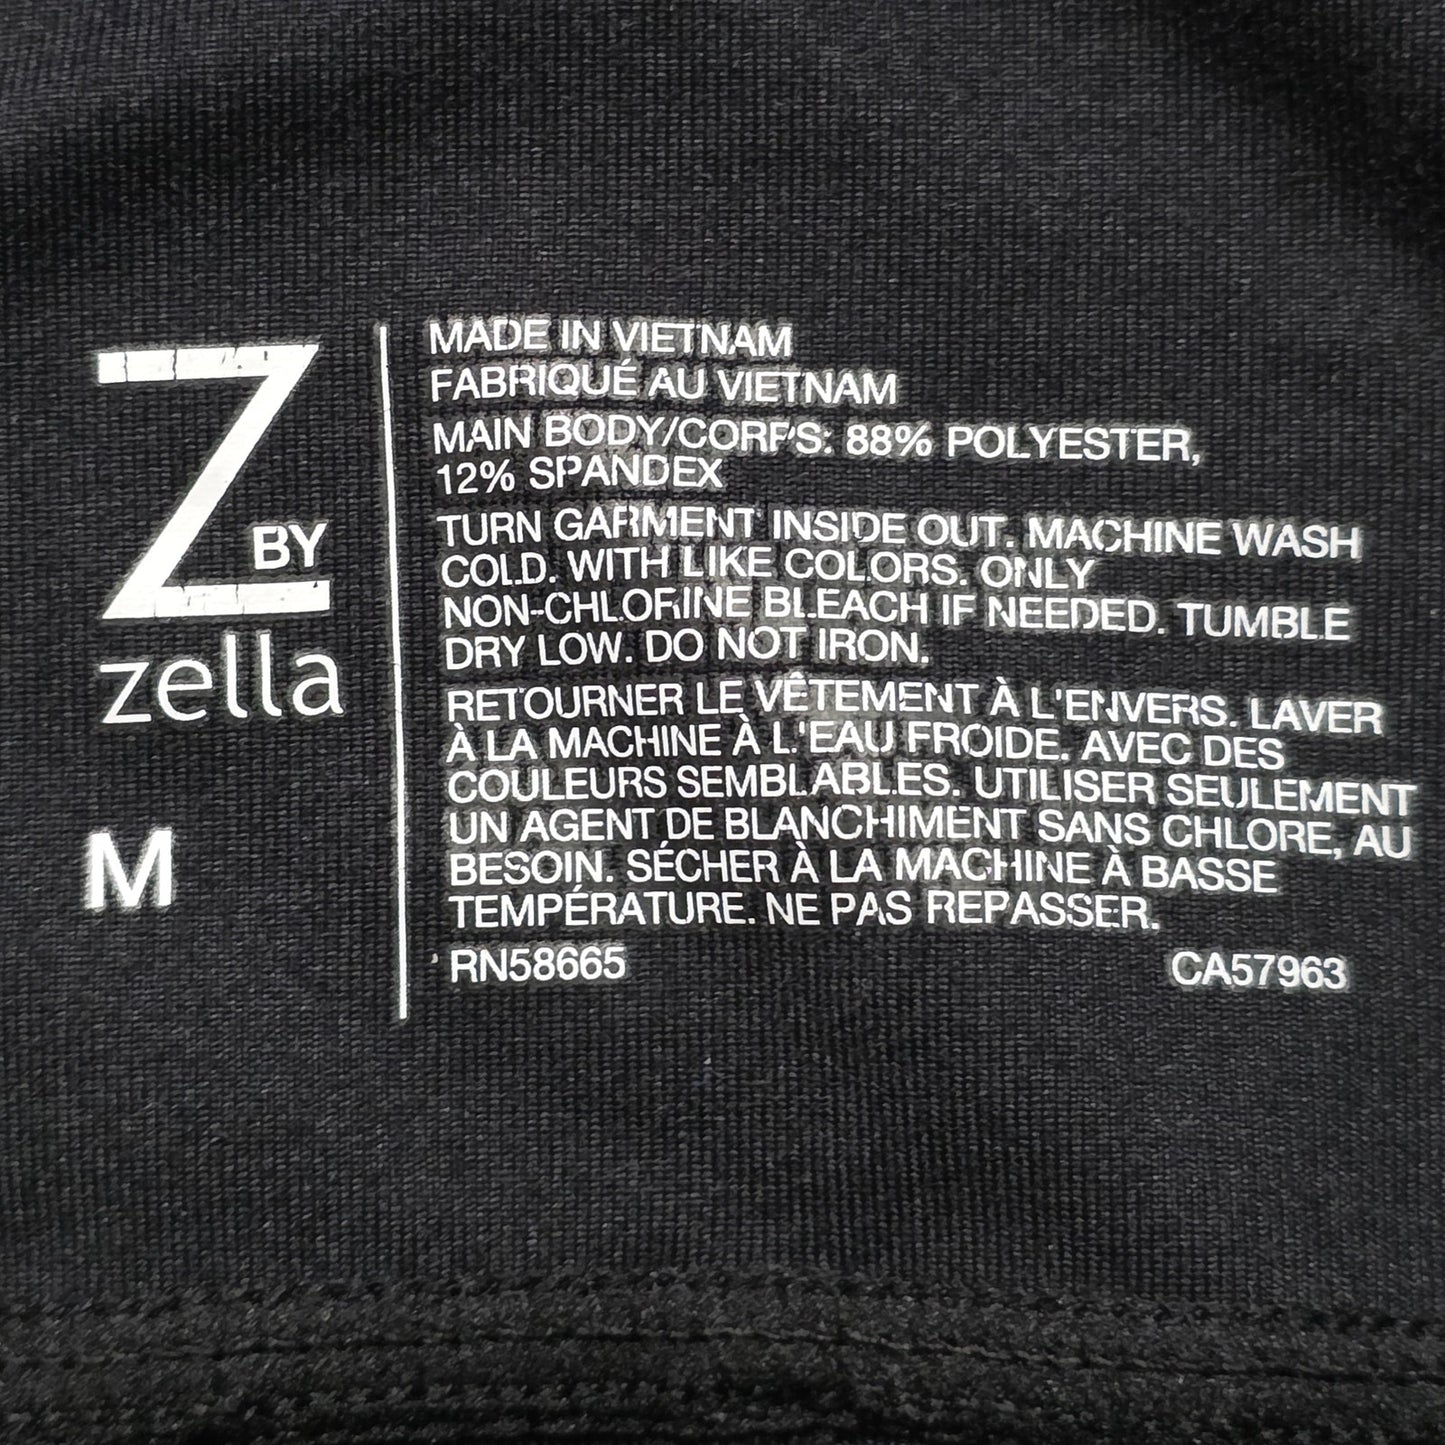 Z BY
zella
M
MADE IN VIETNAM
FABRIQUÉ AU VIETNAM
MAIN BODY/CORPS: 88% POLYESTER,
12% SPANDEX
TURN GARMENT INSIDE OUT. MACHINE WASH
COLD. WITH LIKE COLORS. ONLY
NON-CHLORINE BLEACH IF NEEDED. TUMBLE
DRY LOW. DO NOT IRON.
RETOURNER LE VÊTEMENT À L'ENVERS. LAVER
À LA MACHINE À L'EAU FROIDE. AVEC DES
COULEURS SEMBLABLES. UTILISER SEULEMENT
UN AGENT DE BLANCHIMENT SANS CHLORE, AU
BESOIN. SÉCHER À LA MACHINE À BASSE
TEMPÉRATURE. NE PAS REPASSER.
RN58665 CA57963